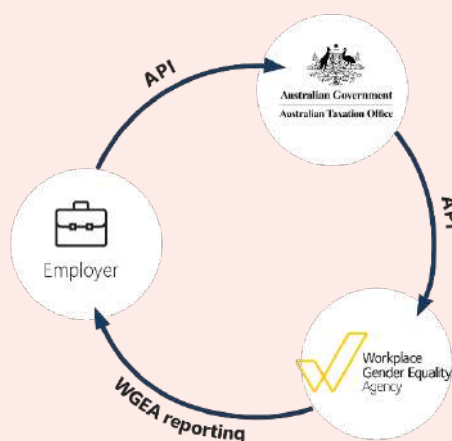 API
Australian Government
Australian Taxation Office
API
Employer
Workplace
Gender Equality
Agency
WGEA reporting